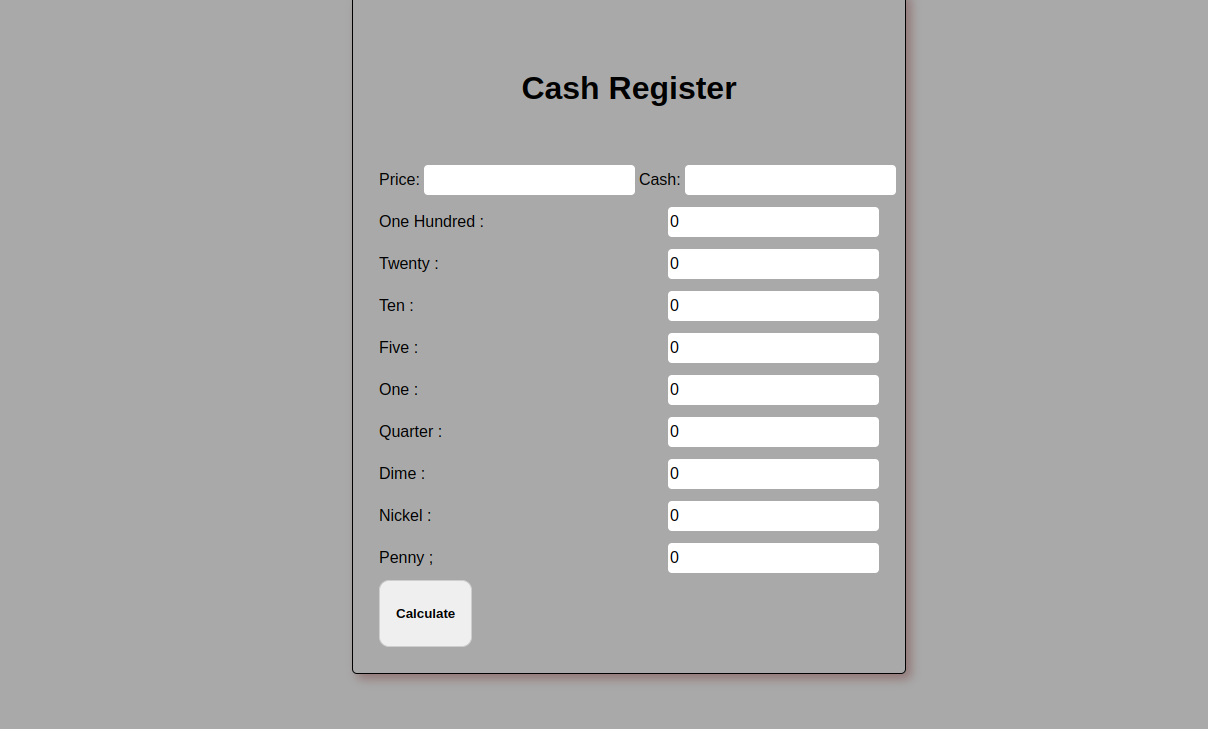 Cash Register
Price: Cash:
One Hundred : 0
Twenty : 0
Ten : 0
Five : 0
One : 0
Quarter : 0
Dime : 0
Nickel : 0
Penny ; 0
Calculate